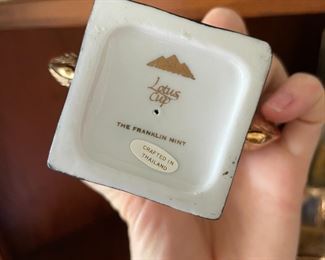 Lotus
Cup
THE FRANKLIN MINT
CRAFTED IN
THAILAND